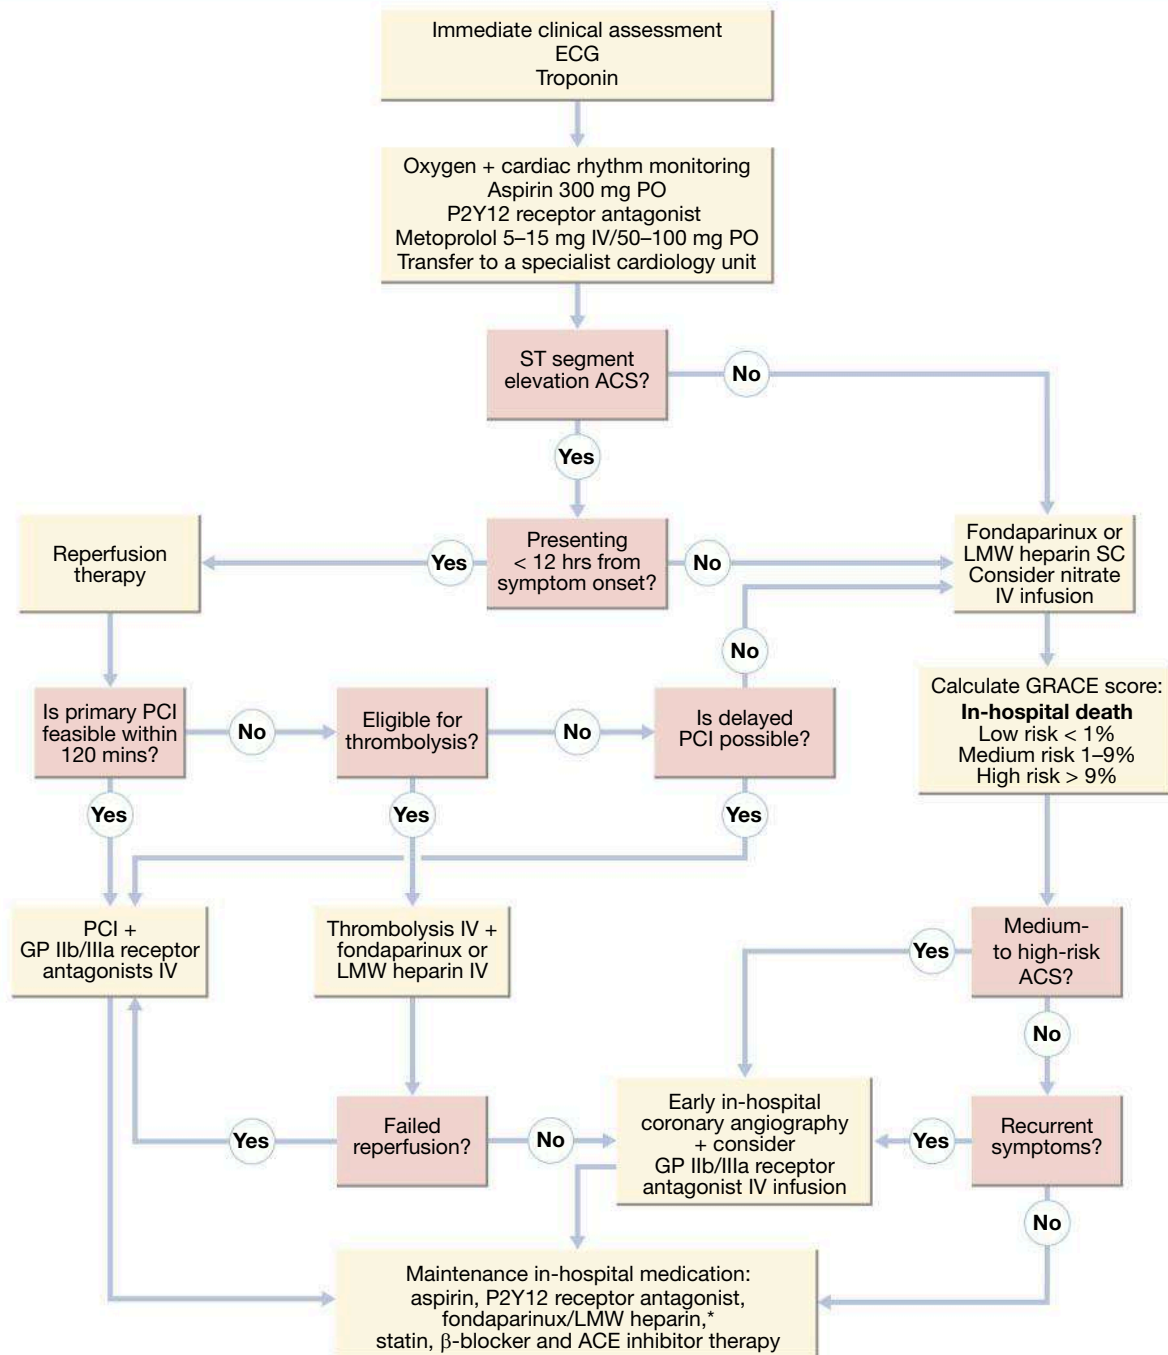 Immediate clinical assessment
ECG
Troponin
Oxygen + cardiac rhythm monitoring
Aspirin 300 mg PO
P2Y12 receptor antagonist
Metoprolol 5–15 mg IV/50–100 mg PO
Transfer to a specialist cardiology unit
ST segment
elevation ACS?
No
Yes
Reperfusion
therapy
Yes
Presenting
< 12 hrs from
symptom onset?
No
Fondaparinux or
LMW heparin SC
Consider nitrate
IV infusion
No
Is primary PCI
feasible within
120 mins?
No
Eligible for
thrombolysis?
No
Is delayed
PCI possible?
Calculate GRACE score:
In-hospital death
Low risk < 1%
Medium risk 1–9%
High risk > 9%
Yes
Yes
Yes
PCI +
GP IIb/IIIa receptor
antagonists IV
Thrombolysis IV +
fondaparinux or
LMW heparin IV
Yes
Medium-
to high-risk
ACS?
No
Yes
Failed
reperfusion?
No
Early in-hospital
coronary angiography
+ consider
GP IIb/IIIa receptor
antagonist IV infusion
Yes
Recurrent
symptoms?
No
Maintenance in-hospital medication:
aspirin, P2Y12 receptor antagonist,
fondaparinux/LMW heparin,*
statin, β-blocker and ACE inhibitor therapy